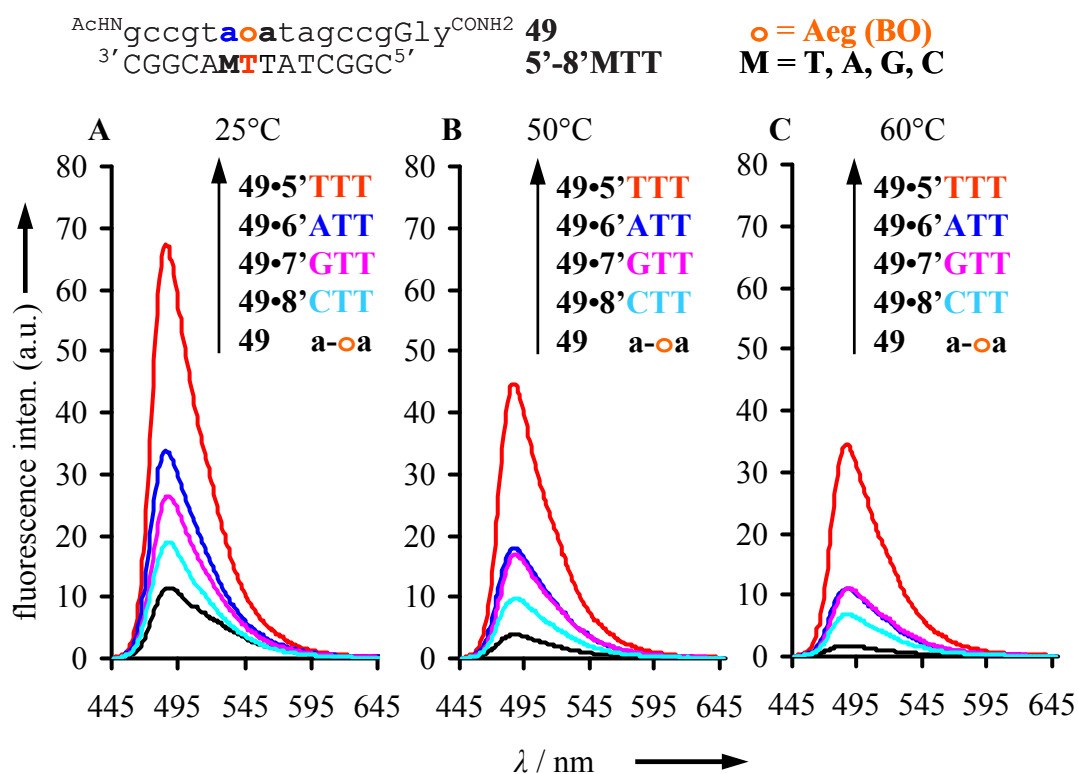 AcHNgccgtaoatagccgGlyCONH2 49 o = Aeg (BO)
3’CGGCAMTTATCGGC5’ 5’-8’MTT M = T, A, G, C
A 25°C B 50°C C 60°C
fluorescence inten. (a.u.)
80
70
60
50
40
30
20
10
0
49•5’TTT
49•6’ATT
49•7’GTT
49•8’CTT
49 a-oa
445 495 545 595 645
80
70
60
50
40
30
20
10
0
49•5’TTT
49•6’ATT
49•7’GTT
49•8’CTT
49 a-oa
445 495 545 595 645
80
70
60
50
40
30
20
10
0
49•5’TTT
49•6’ATT
49•7’GTT
49•8’CTT
49 a-oa
445 495 545 595 645
λ / nm